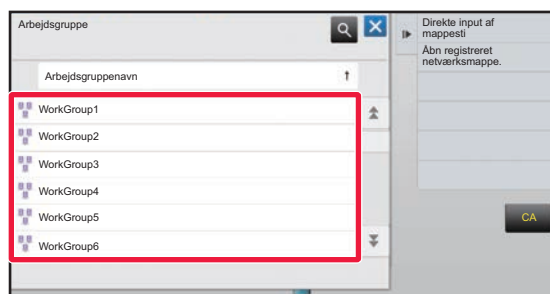 Arbejdsgruppe
Arbejdsgruppenavn
WorkGroup1
WorkGroup2
WorkGroup3
WorkGroup4
WorkGroup5
WorkGroup6
Direkte input af
mappesti
Åbn registreret
netværksmappe.
CA